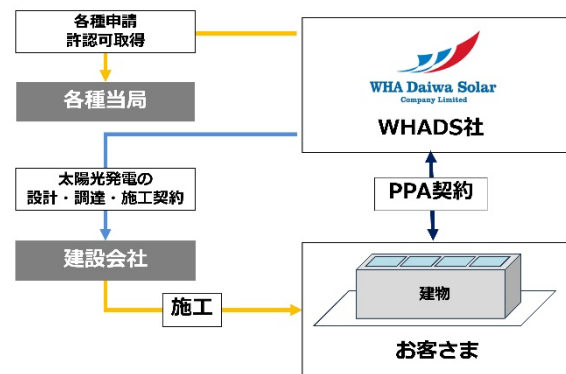 各種申請
許認可取得
各種当局
WHA Daiwa Solar
Company Limited
WHADS社
太陽光発電の
設計・調達・施工契約
PPA契約
建設会社
施工
建物
お客さま